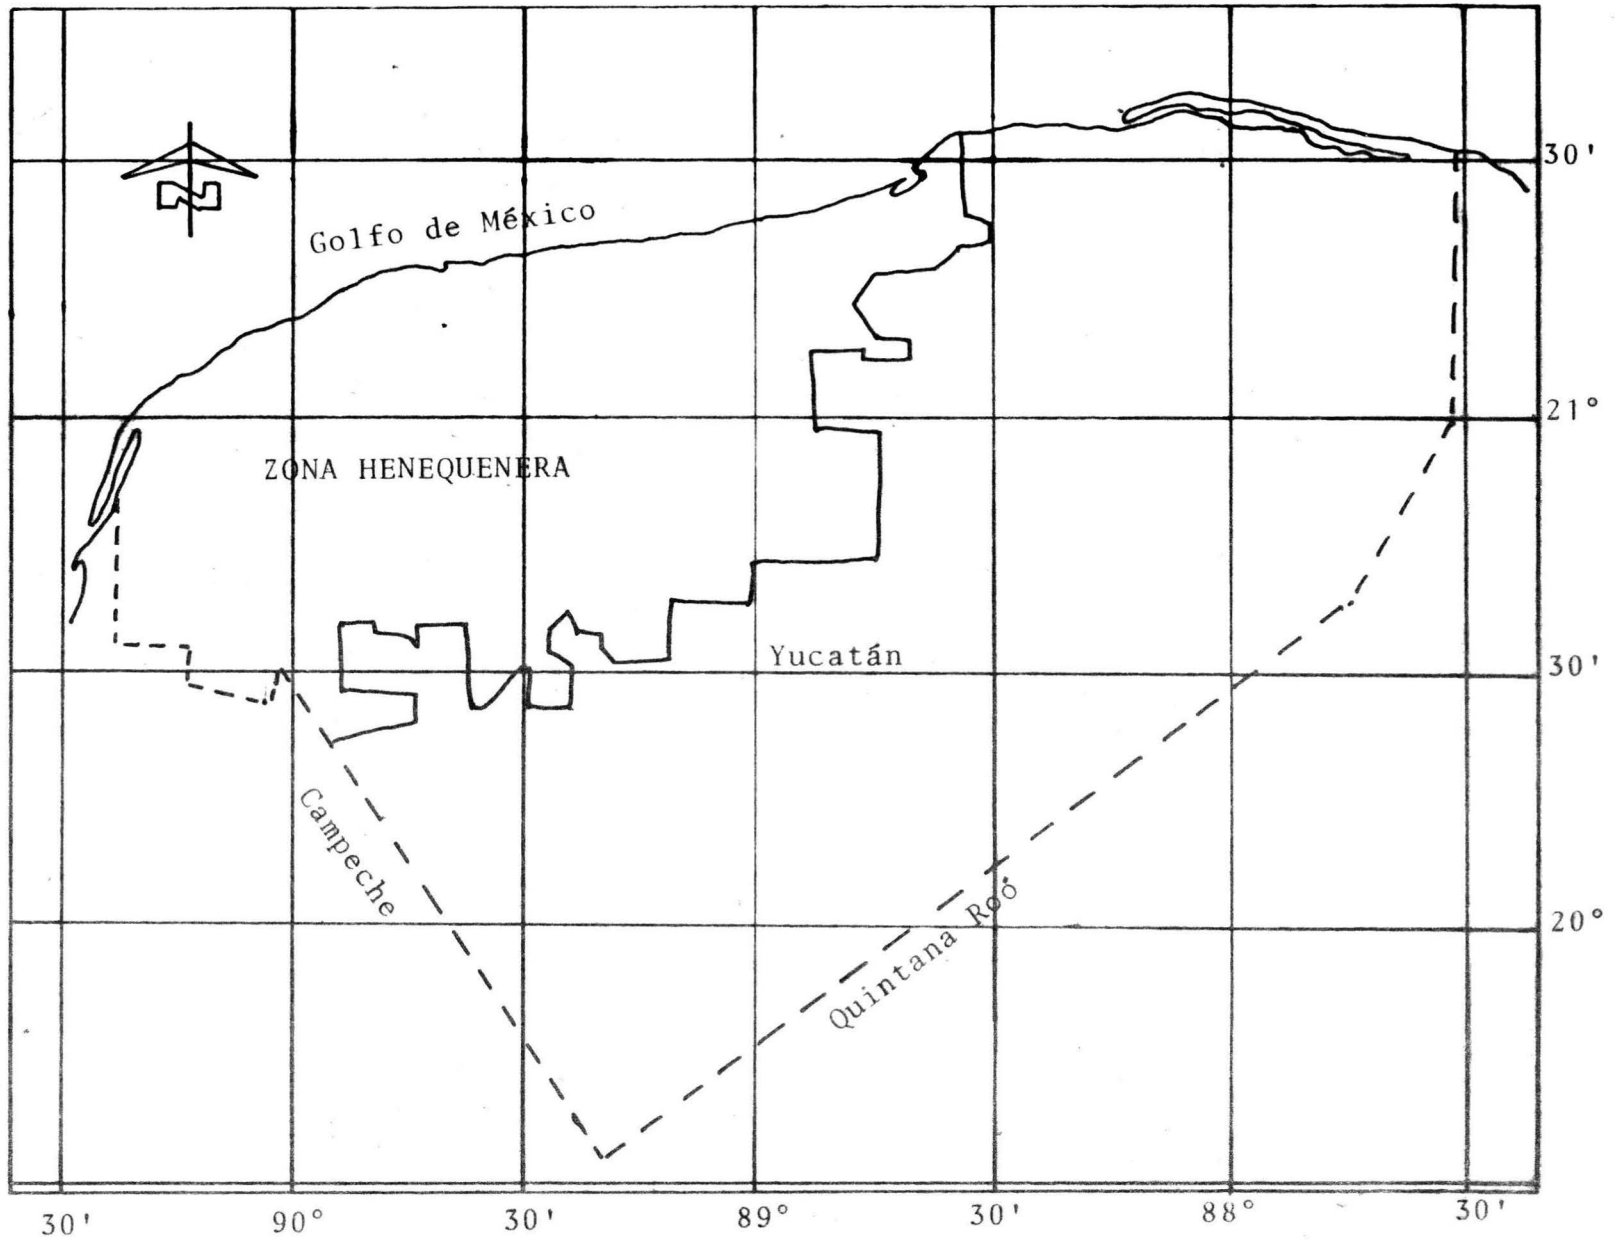 30'
N
Golfo de México
21°
ZONA HENEQUENERA
Yucatán
30'
Campeche
Quintana Roó
20°
30'
90°
30'
89°
30'
88°
30'